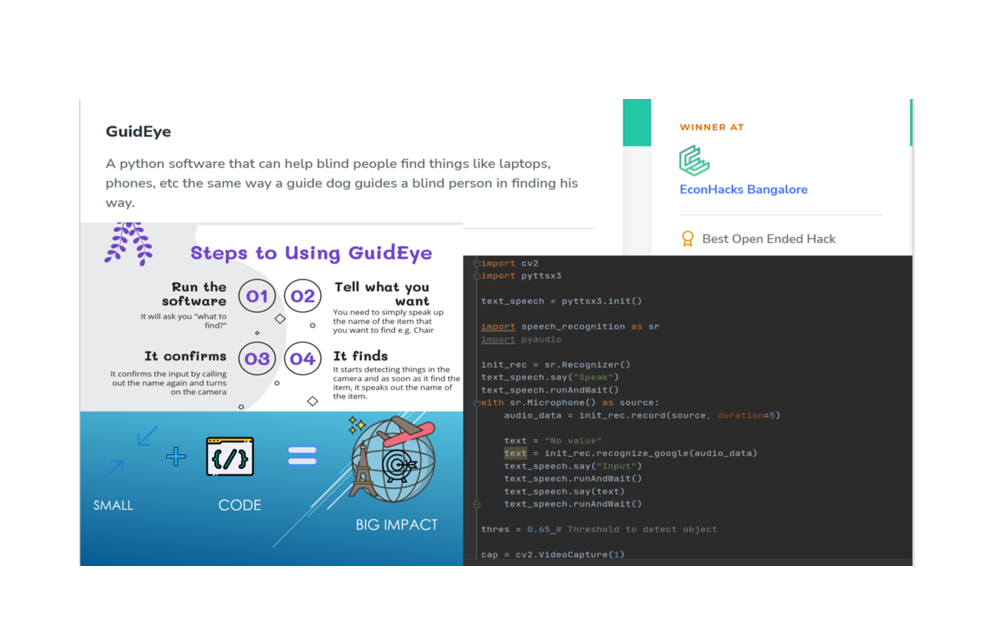 GuidEye
A python software that can help blind people find things like laptops,
phones, etc the same way a guide dog guides a blind person in finding his
way.
WINNER AT
EconHacks Bangalore
Best Open Ended Hack
Steps to Using GuidEye
Run the
software
It will ask you "what to
find?"
01
02
Tell what you
want
You need to simply speak up
the name of the item that
you want to find e.g. Chair
It confirms
It confirms the input by calling
out the name again and turns
on the camera
03
04
It finds
It starts detecting things in the
camera and as soon as it find the
item, it speaks out the name of
the item.
SMALL
+
</>
CODE
=
BIG IMPACT
import cv2
import pyttsx3
text_speech = pyttsx3.init()
import speech_recognition as sr
import pyaudio
init_rec = sr.Recognizer()
text_speech.say("Speak")
text_speech.runAndWait()
with sr.Microphone() as source:
    audio_data = init_rec.record(source, duration=5)
    text = "No value"
    text = init_rec.recognize_google(audio_data)
    text_speech.say("Input")
    text_speech.runAndWait()
    text_speech.say(text)
    text_speech.runAndWait()
thres = 0.65_# Threshold to detect object
cap = cv2.VideoCapture(1)